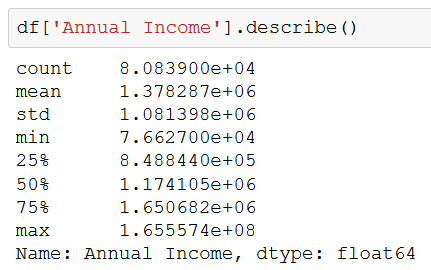 df['Annual Income'].describe()
count    8.083900e+04
mean     1.378287e+06
std      1.081398e+06
min      7.662700e+04
25%      8.488440e+05
50%      1.174105e+06
75%      1.650682e+06
max      1.655574e+08
Name: Annual Income, dtype: float64